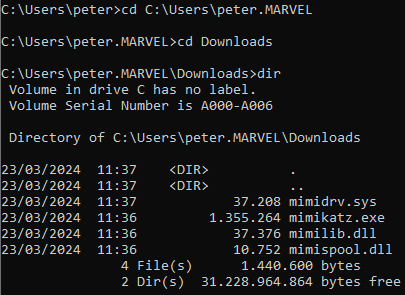 C:\Users\peter>cd C:\Users\peter.MARVEL
C:\Users\peter.MARVEL>cd Downloads
C:\Users\peter.MARVEL\Downloads>dir
 Volume in drive C has no label.
 Volume Serial Number is A000-A006
 Directory of C:\Users\peter.MARVEL\Downloads
23/03/2024  11:37    <DIR>          .
23/03/2024  11:37    <DIR>          ..
23/03/2024  11:37            37.208 mimidrv.sys
23/03/2024  11:36         1.355.264 mimikatz.exe
23/03/2024  11:36            37.376 mimilib.dll
23/03/2024  11:36            10.752 mimispool.dll
               4 File(s)      1.440.600 bytes
               2 Dir(s)  31.228.964.864 bytes free